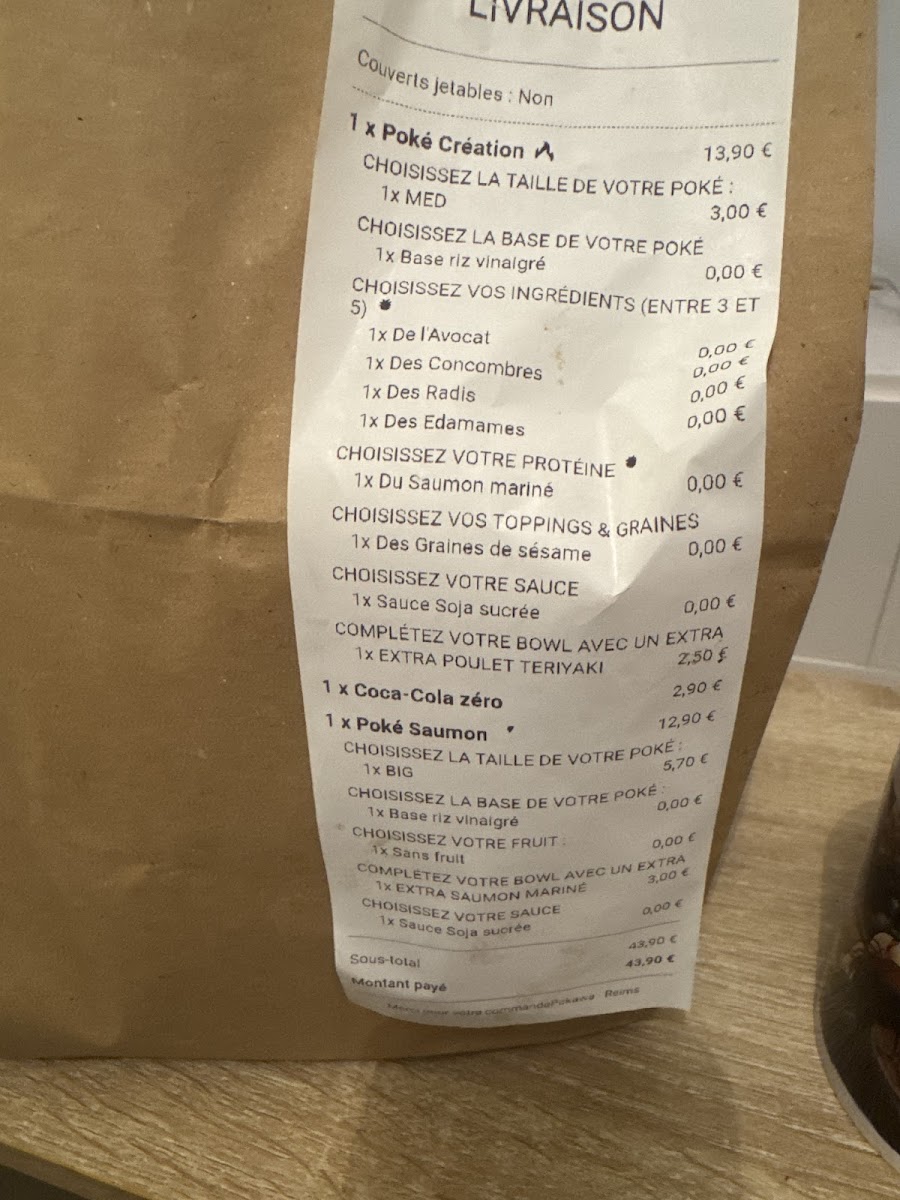 LIVRAISON
Couverts jetables : Non
1 x Poké Création 13,90 €
CHOISISSEZ LA TAILLE DE VOTRE POKÉ :
1x MED 3,00 €
CHOISISSEZ LA BASE DE VOTRE POKÉ
1x Base riz vinaigré 0,00 €
CHOISISSEZ VOS INGRÉDIENTS (ENTRE 3 ET
5)
1x De l'Avocat 0,00 €
1x Des Concombres 0,00 €
1x Des Radis 0,00 €
1x Des Edamames 0,00 €
CHOISISSEZ VOTRE PROTÉINE
1x Du Saumon mariné 0,00 €
CHOISISSEZ VOS TOPPINGS & GRAINES
1x Des Graines de sésame 0,00 €
CHOISISSEZ VOTRE SAUCE
1x Sauce Soja sucrée 0,00 €
COMPLÉTEZ VOTRE BOWL AVEC UN EXTRA
1x EXTRA POULET TERIYAKI 2,50 €
1 x Coca-Cola zéro 2,90 €
1 x Poké Saumon 12,90 €
CHOISISSEZ LA TAILLE DE VOTRE POKÉ :
1x BIG 5,70 €
CHOISISSEZ LA BASE DE VOTRE POKÉ :
1x Base riz vinaigré 0,00 €
CHOISISSEZ VOTRE FRUIT :
1x Sans fruit 0,00 €
COMPLÉTEZ VOTRE BOWL AVEC UN EXTRA
1x EXTRA SAUMON MARINÉ 3,00 €
CHOISISSEZ VOTRE SAUCE
1x Sauce Soja sucrée 0,00 €
Sous-total 43,90 €
Montant payé 43,90 €
Merci pour votre commandePokawa Reims